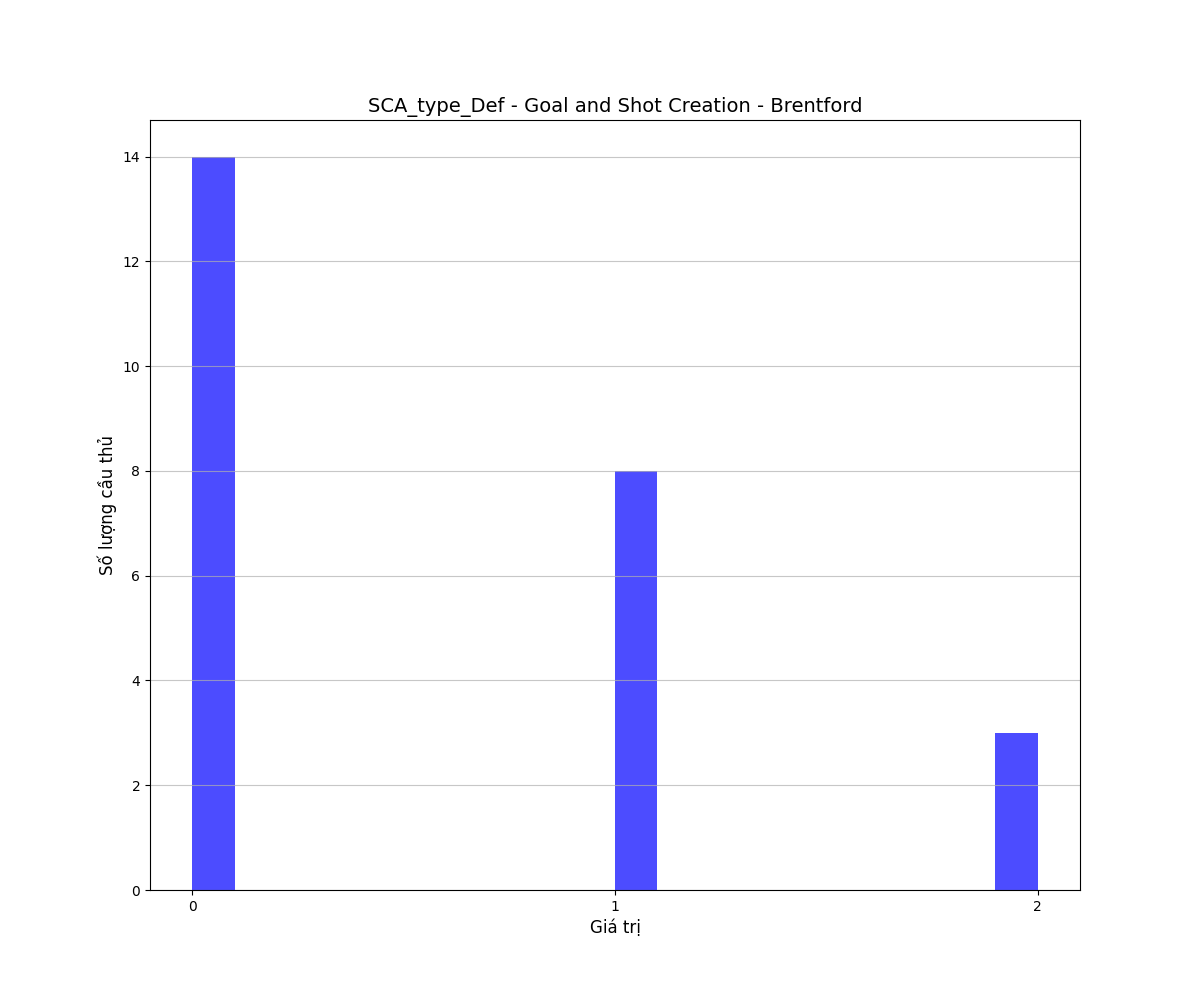 SCA_type_Def - Goal and Shot Creation - Brentford
14
12
10
8
6
4
2
0
Số lượng cầu thủ
0 1 2
Giá trị